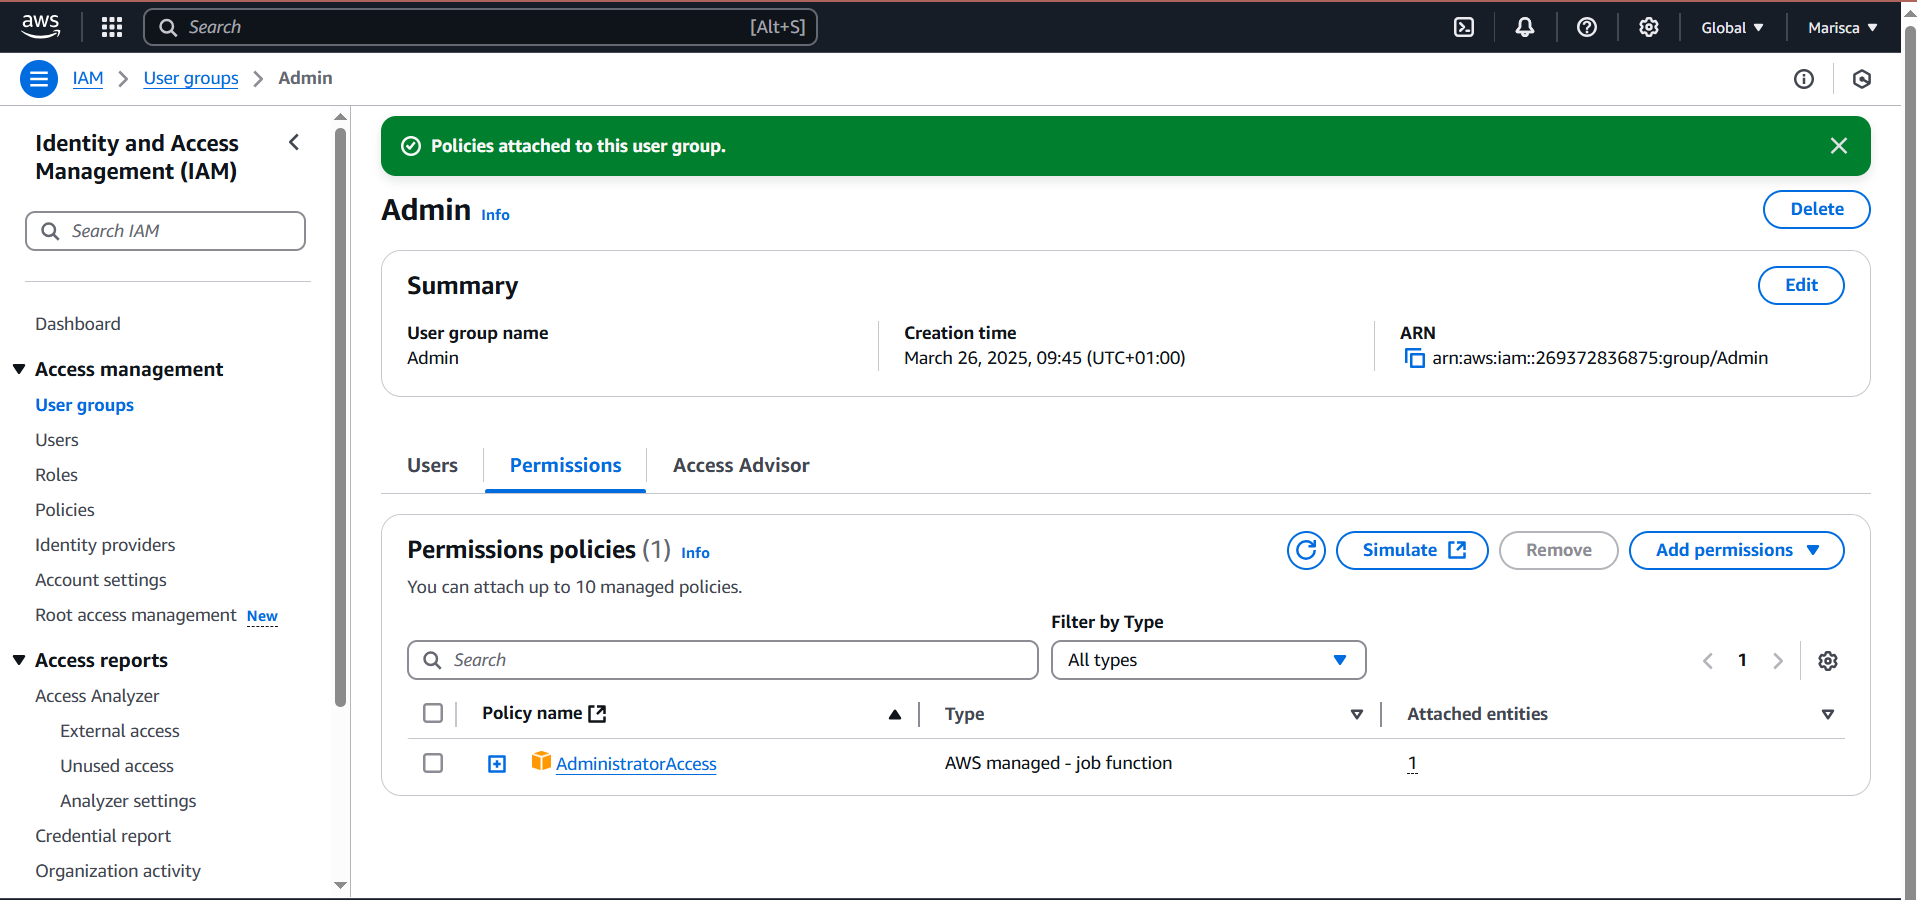 aws
Search [Alt+S]
Global
Marisca
IAM > User groups > Admin
Identity and Access Management (IAM)
Search IAM
Dashboard
Access management
User groups
Users
Roles
Policies
Identity providers
Account settings
Root access management New
Access reports
Access Analyzer
External access
Unused access
Analyzer settings
Credential report
Organization activity
Policies attached to this user group.
Admin Info
Delete
Summary
Edit
User group name
Admin
Creation time
March 26, 2025, 09:45 (UTC+01:00)
ARN
arn:aws:iam::269372836875:group/Admin
Users
Permissions
Access Advisor
Permissions policies (1) Info
Simulate
Remove
Add permissions
You can attach up to 10 managed policies.
Filter by Type
Search
All types
1
Policy name
Type
Attached entities
AdministratorAccess
AWS managed - job function
1